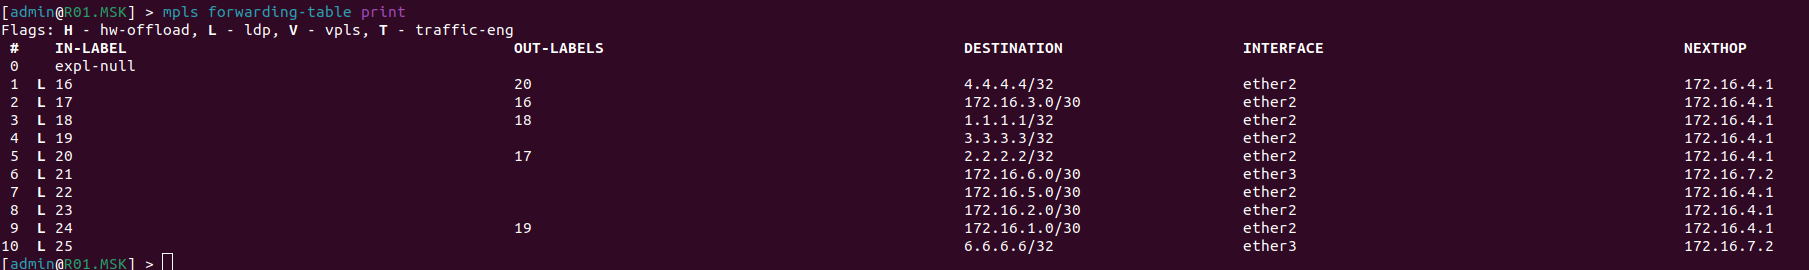 [admin@R01.MSK] > mpls forwarding-table print
Flags: H - hw-offload, L - ldp, V - vpls, T - traffic-eng
# IN-LABEL OUT-LABELS DESTINATION INTERFACE NEXTHOP
0 expl-null
1 L 16 20 4.4.4.4/32 ether2 172.16.4.1
2 L 17 16 172.16.3.0/30 ether2 172.16.4.1
3 L 18 18 1.1.1.1/32 ether2 172.16.4.1
4 L 19 3.3.3.3/32 ether2 172.16.4.1
5 L 20 17 2.2.2.2/32 ether2 172.16.4.1
6 L 21 172.16.6.0/30 ether3 172.16.7.2
7 L 22 172.16.5.0/30 ether2 172.16.4.1
8 L 23 172.16.2.0/30 ether2 172.16.4.1
9 L 24 19 172.16.1.0/30 ether2 172.16.4.1
10 L 25 6.6.6.6/32 ether3 172.16.7.2
[admin@R01.MSK] >